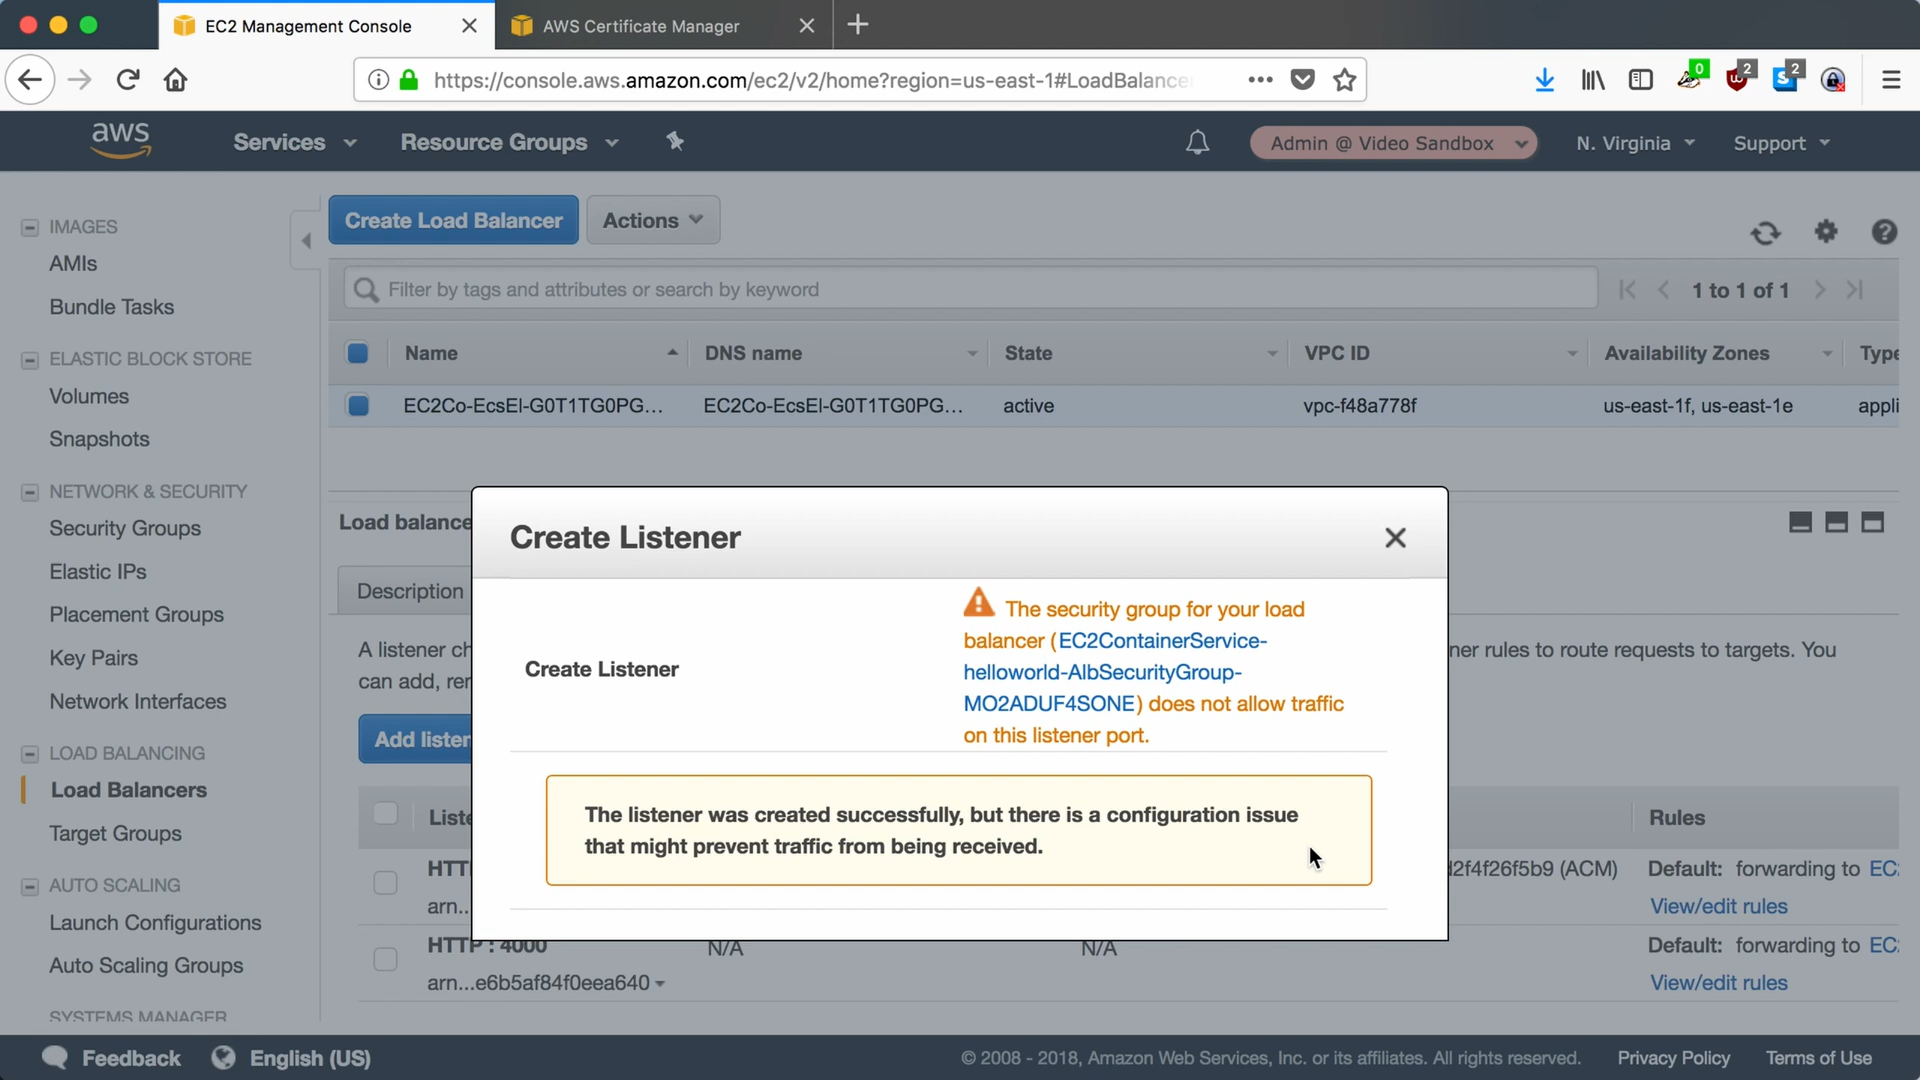 EC2 Management Console
AWS Certificate Manager
https://console.aws.amazon.com/ec2/v2/home?region=us-east-1#LoadBalance
0
2
2
aws
Services
Resource Groups
Admin @ Video Sandbox
N. Virginia
Support
IMAGES
AMIs
Bundle Tasks
ELASTIC BLOCK STORE
Volumes
Snapshots
NETWORK & SECURITY
Security Groups
Elastic IPs
Placement Groups
Key Pairs
Network Interfaces
LOAD BALANCING
Load Balancers
Target Groups
AUTO SCALING
Launch Configurations
Auto Scaling Groups
SYSTEMS MANAGER
Create Load Balancer
Actions
Filter by tags and attributes or search by keyword
1 to 1 of 1
Name
DNS name
State
VPC ID
Availability Zones
Type
EC2Co-EcsEl-G0T1TG0PG...
EC2Co-EcsEl-G0T1TG0PG...
active
vpc-f48a778f
us-east-1f, us-east-1e
appli
Load balance
Description
A listener ch
ner rules to route requests to targets. You
can add, rer
Add lister
Create Listener
Create Listener
The security group for your load
balancer (EC2ContainerService-
helloworld-AlbSecurityGroup-
MO2ADUF4SONE) does not allow traffic
on this listener port.
The listener was created successfully, but there is a configuration issue
that might prevent traffic from being received.
Liste
Rules
HTT
d2f4f26f5b9 (ACM)
Default: forwarding to EC
arn..
View/edit rules
HTTP : 4000
N/A
N/A
Default: forwarding to EC
arn...e6b5af84f0eea640
View/edit rules
Feedback
English (US)
© 2008 - 2018, Amazon Web Services, Inc. or its affiliates. All rights reserved.
Privacy Policy
Terms of Use